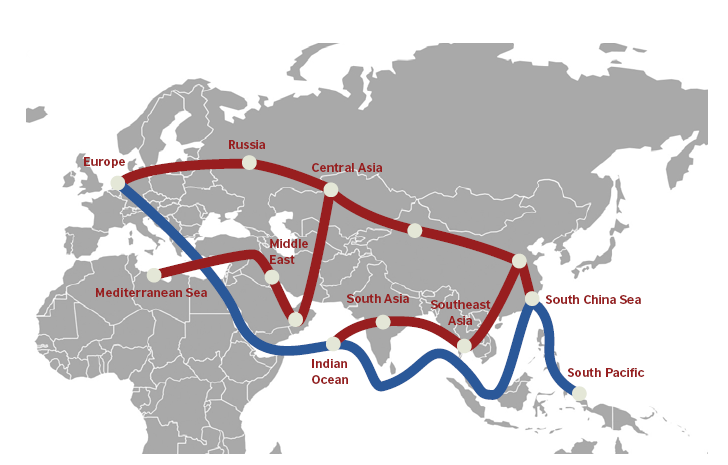 Russia
Europe
Central Asia
Middle
East
Mediterranean Sea
South Asia
Southeast
Asia
South China Sea
Indian
Ocean
South Pacific